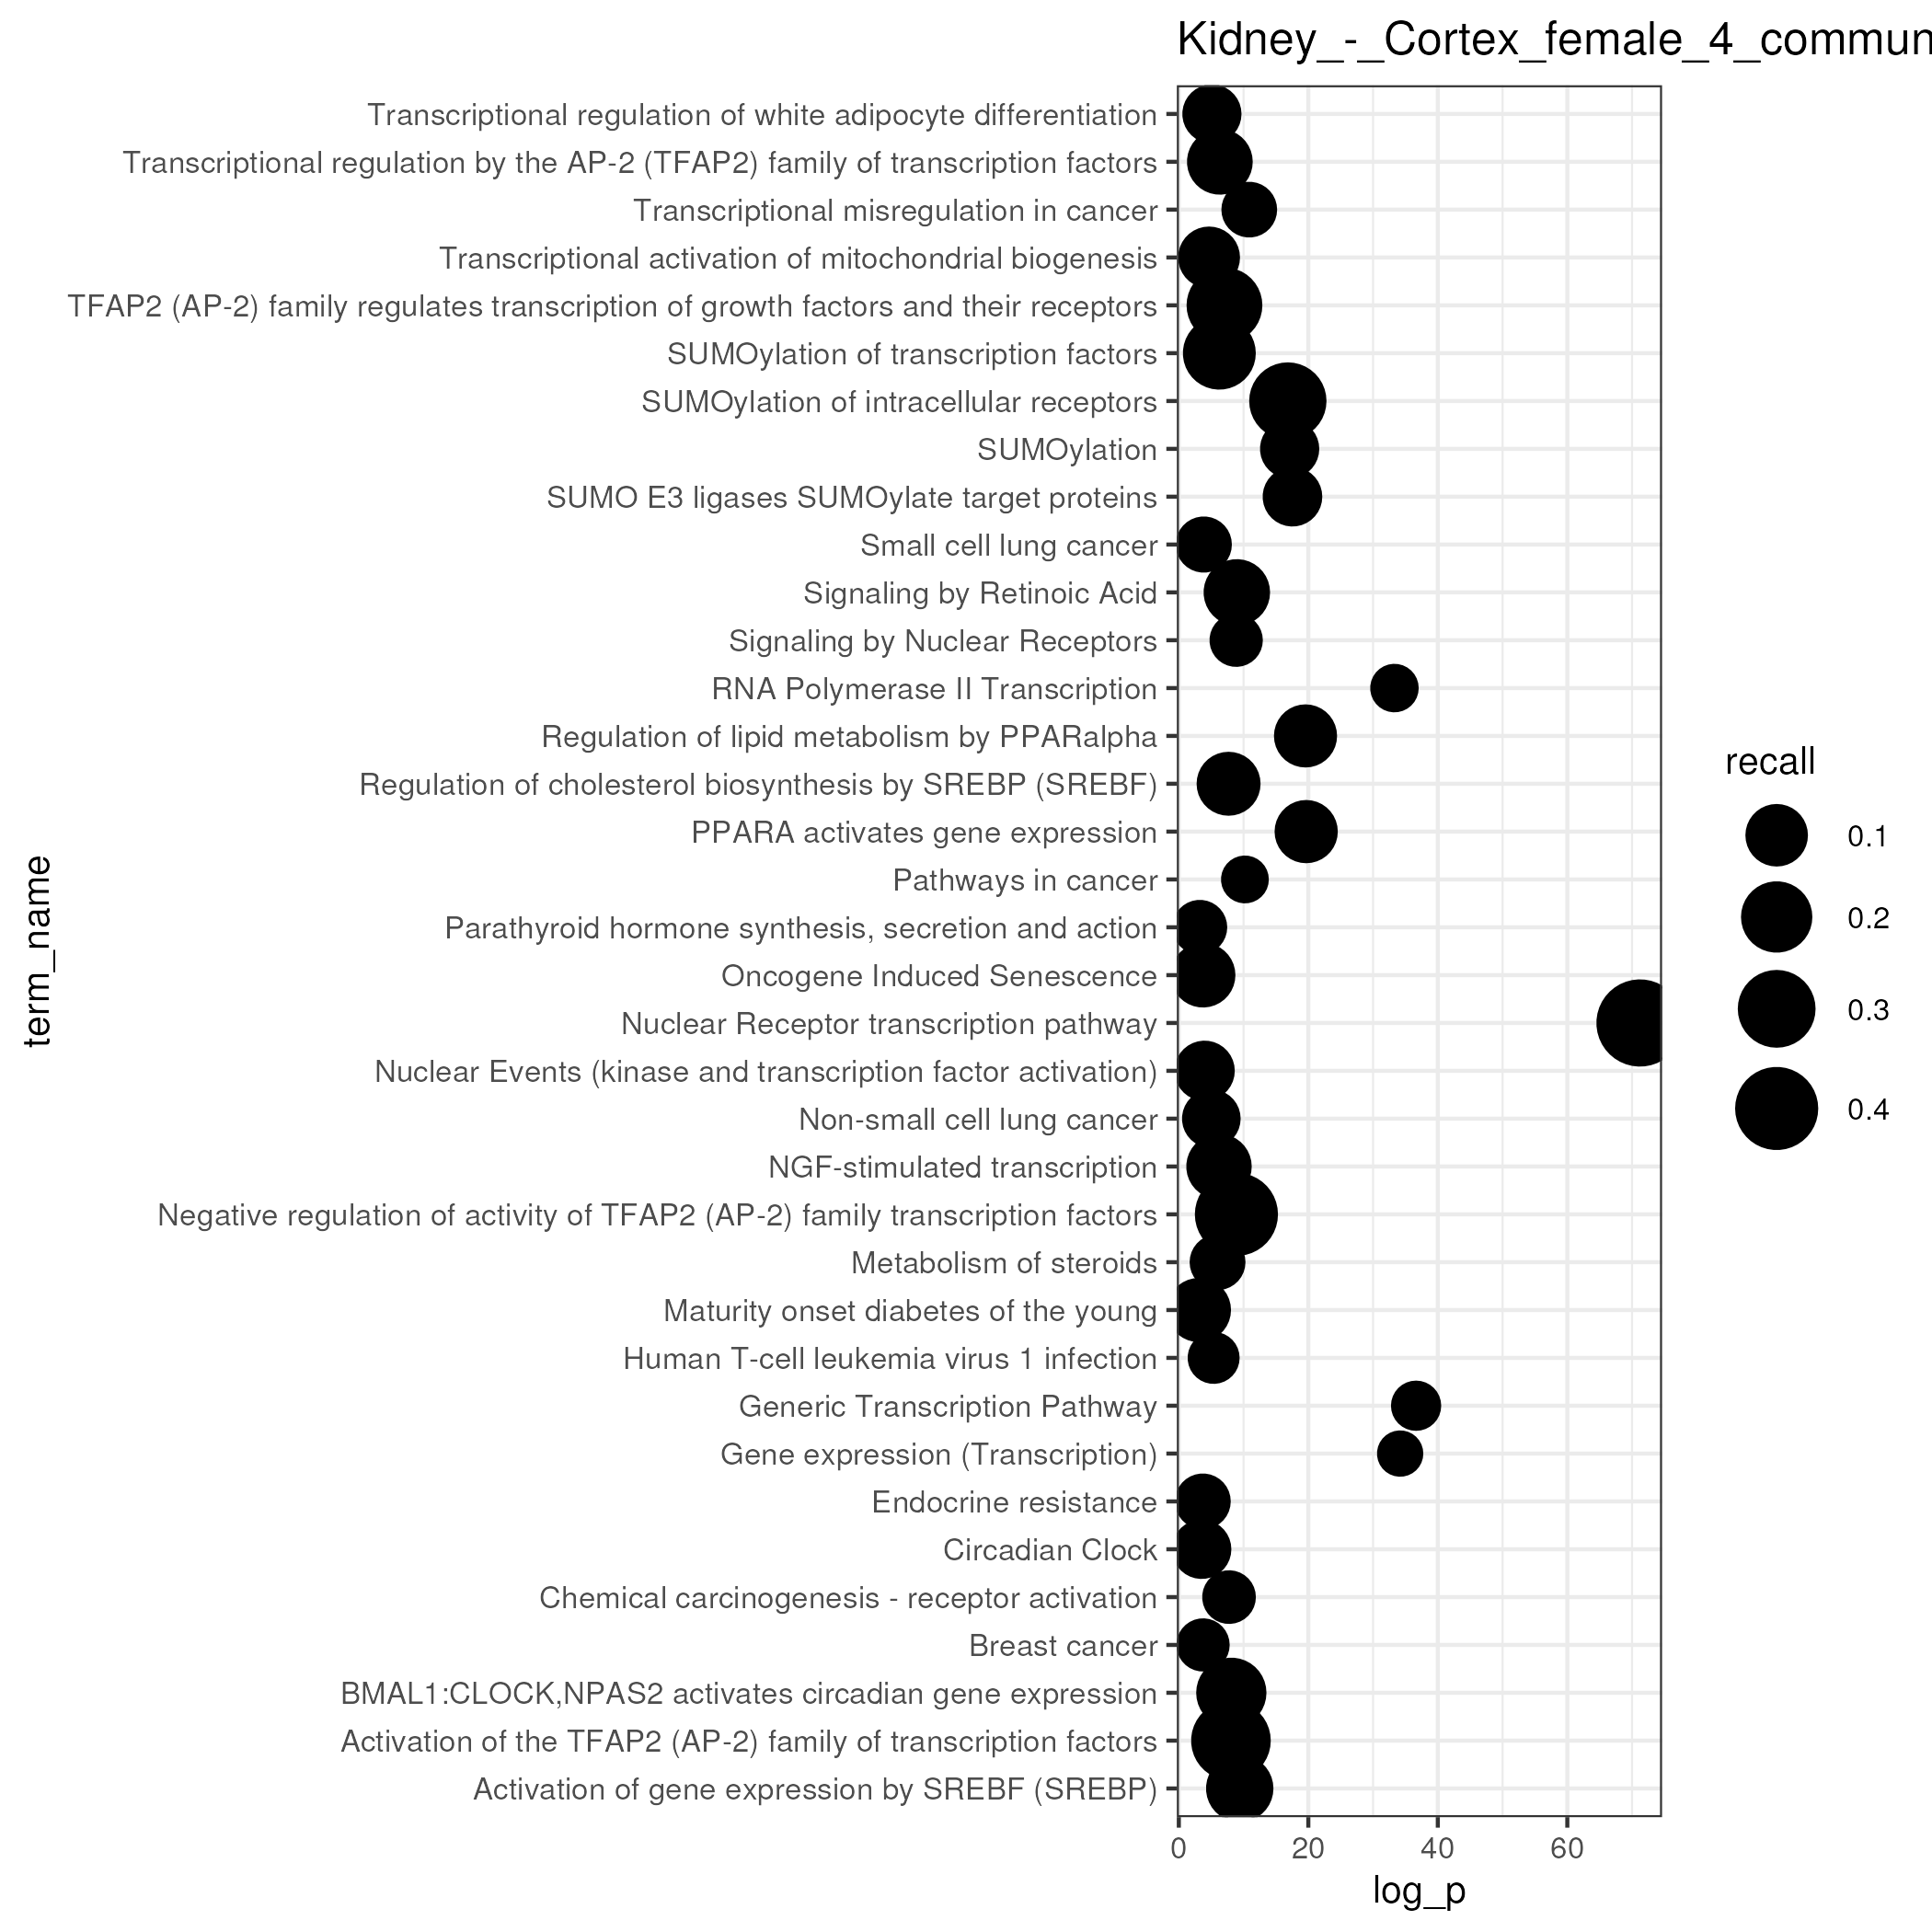 Kidney_-_Cortex_female_4_commun
Transcriptional regulation of white adipocyte differentiation
Transcriptional regulation by the AP-2 (TFAP2) family of transcription factors
Transcriptional misregulation in cancer
Transcriptional activation of mitochondrial biogenesis
TFAP2 (AP-2) family regulates transcription of growth factors and their receptors
SUMOylation of transcription factors
SUMOylation of intracellular receptors
SUMOylation
SUMO E3 ligases SUMOylate target proteins
Small cell lung cancer
Signaling by Retinoic Acid
Signaling by Nuclear Receptors
RNA Polymerase II Transcription
Regulation of lipid metabolism by PPARalpha
Regulation of cholesterol biosynthesis by SREBP (SREBF)
PPARA activates gene expression
Pathways in cancer
Parathyroid hormone synthesis, secretion and action
Oncogene Induced Senescence
Nuclear Receptor transcription pathway
Nuclear Events (kinase and transcription factor activation)
Non-small cell lung cancer
NGF-stimulated transcription
Negative regulation of activity of TFAP2 (AP-2) family transcription factors
Metabolism of steroids
Maturity onset diabetes of the young
Human T-cell leukemia virus 1 infection
Generic Transcription Pathway
Gene expression (Transcription)
Endocrine resistance
Circadian Clock
Chemical carcinogenesis - receptor activation
Breast cancer
BMAL1:CLOCK,NPAS2 activates circadian gene expression
Activation of the TFAP2 (AP-2) family of transcription factors
Activation of gene expression by SREBF (SREBP)
term_name
0 20 40 60
log_p
recall
0.1
0.2
0.3
0.4